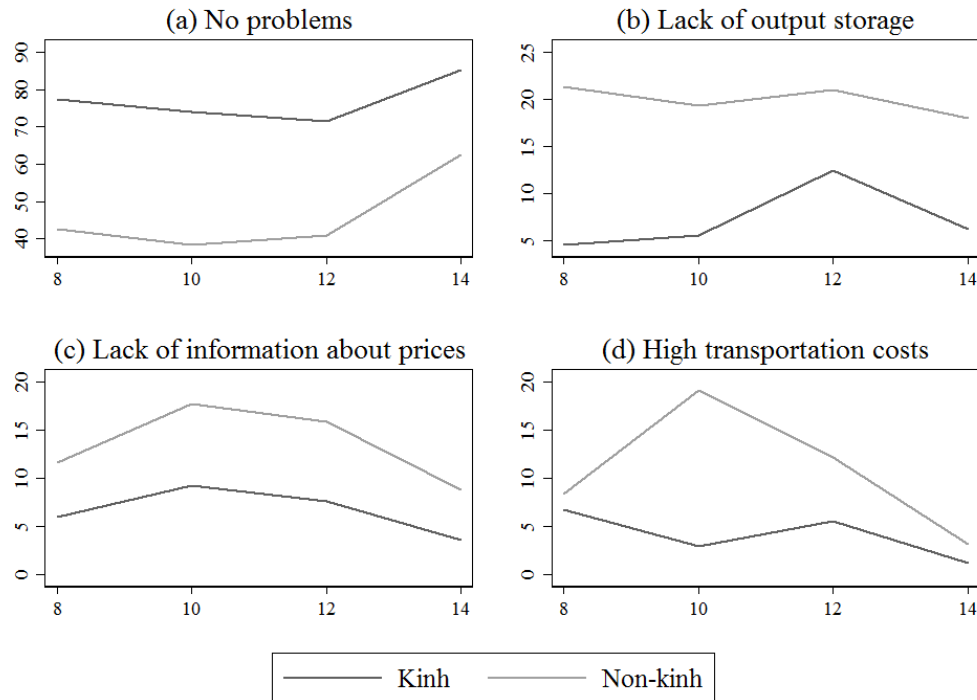 (a) No problems
90
80
70
60
50
40
8 10 12 14
(b) Lack of output storage
25
20
15
10
5
8 10 12 14
(c) Lack of information about prices
20
15
10
5
0
8 10 12 14
(d) High transportation costs
20
15
10
5
0
8 10 12 14
Kinh Non-kinh